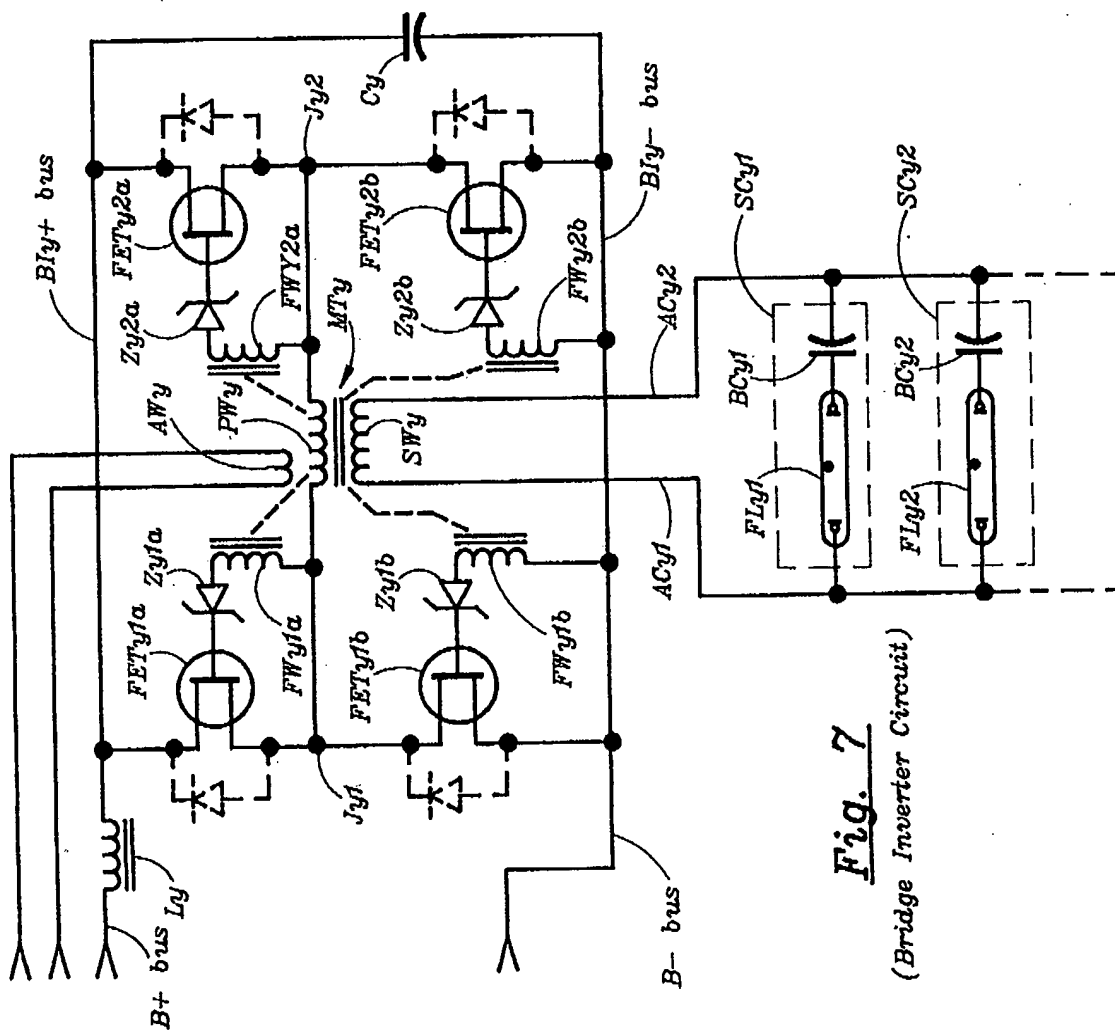 B+ bus
Ly
BIy+ bus
AWy
PWy
FETy1a
Zy1a
FWy1a
Zy2a
FETy2a
FWY2a
MTy
Jy1
Jy2
Cy
FETy1b
Zy1b
FWy1b
SWy
Zy2b
FETy2b
FWy2b
BIy- bus
B- bus
ACy1
ACy2
SCy1
SCy2
BCy1
FLy1
BCy2
FLy2
Fig. 7
(Bridge Inverter Circuit)